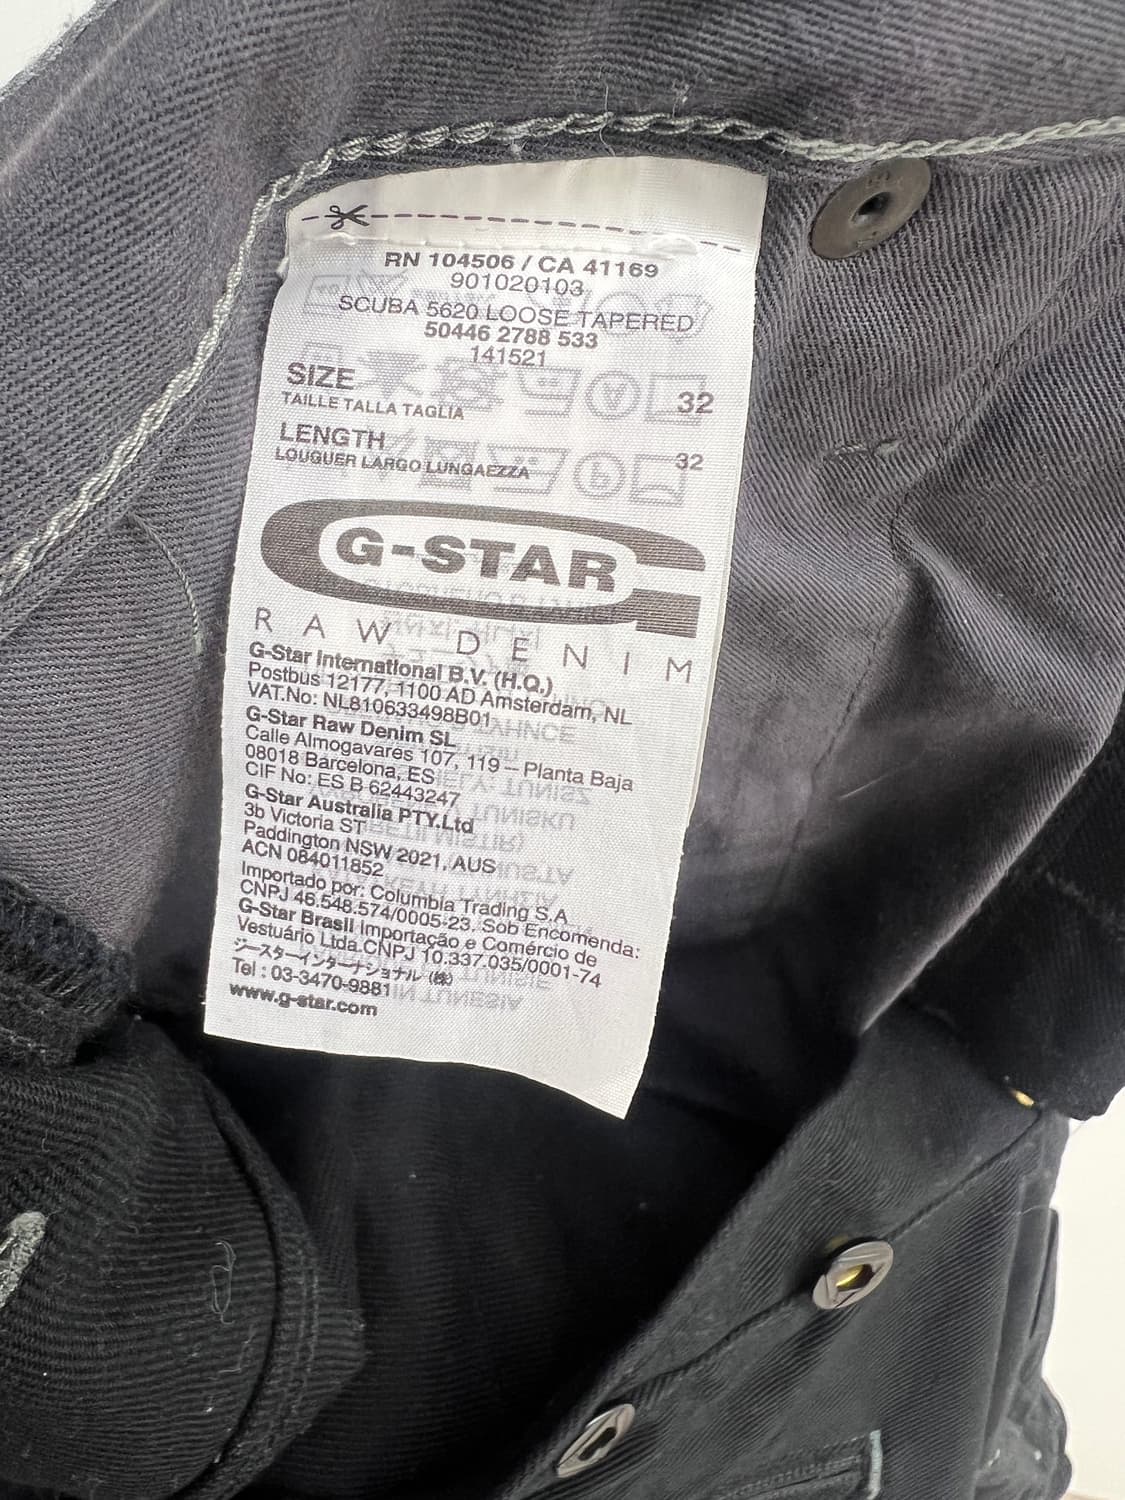 RN 104506 / CA 41169
901020103
SCUBA 5620 LOOSE TAPERED
50446 2788 533
141521
SIZE 32
TAILLE TALLA TAGLIA
LENGTH 32
LOUGUER LARGO LUNGAEZZA
G-STAR
RAW DENIM
G-Star International B.V. (H.Q.)
Postbus 12177, 1100 AD Amsterdam, NL
VAT.No: NL810633498B01
G-Star Raw Denim SL
Calle Almogavares 107, 119 – Planta Baja
08018 Barcelona, ES
CIF No: ES B 62443247
G-Star Australia PTY.Ltd
3b Victoria ST
Paddington NSW 2021, AUS
ACN 084011852
Importado por: Columbia Trading S.A
CNPJ 46.548.574/0005-23. Sob Encomenda:
G-Star Brasil Importação e Comércio de
Vestuário Ltda.CNPJ 10.337.035/0001-74
ジースターインターナショナル (株)
Tel : 03-3470-9881
www.g-star.com